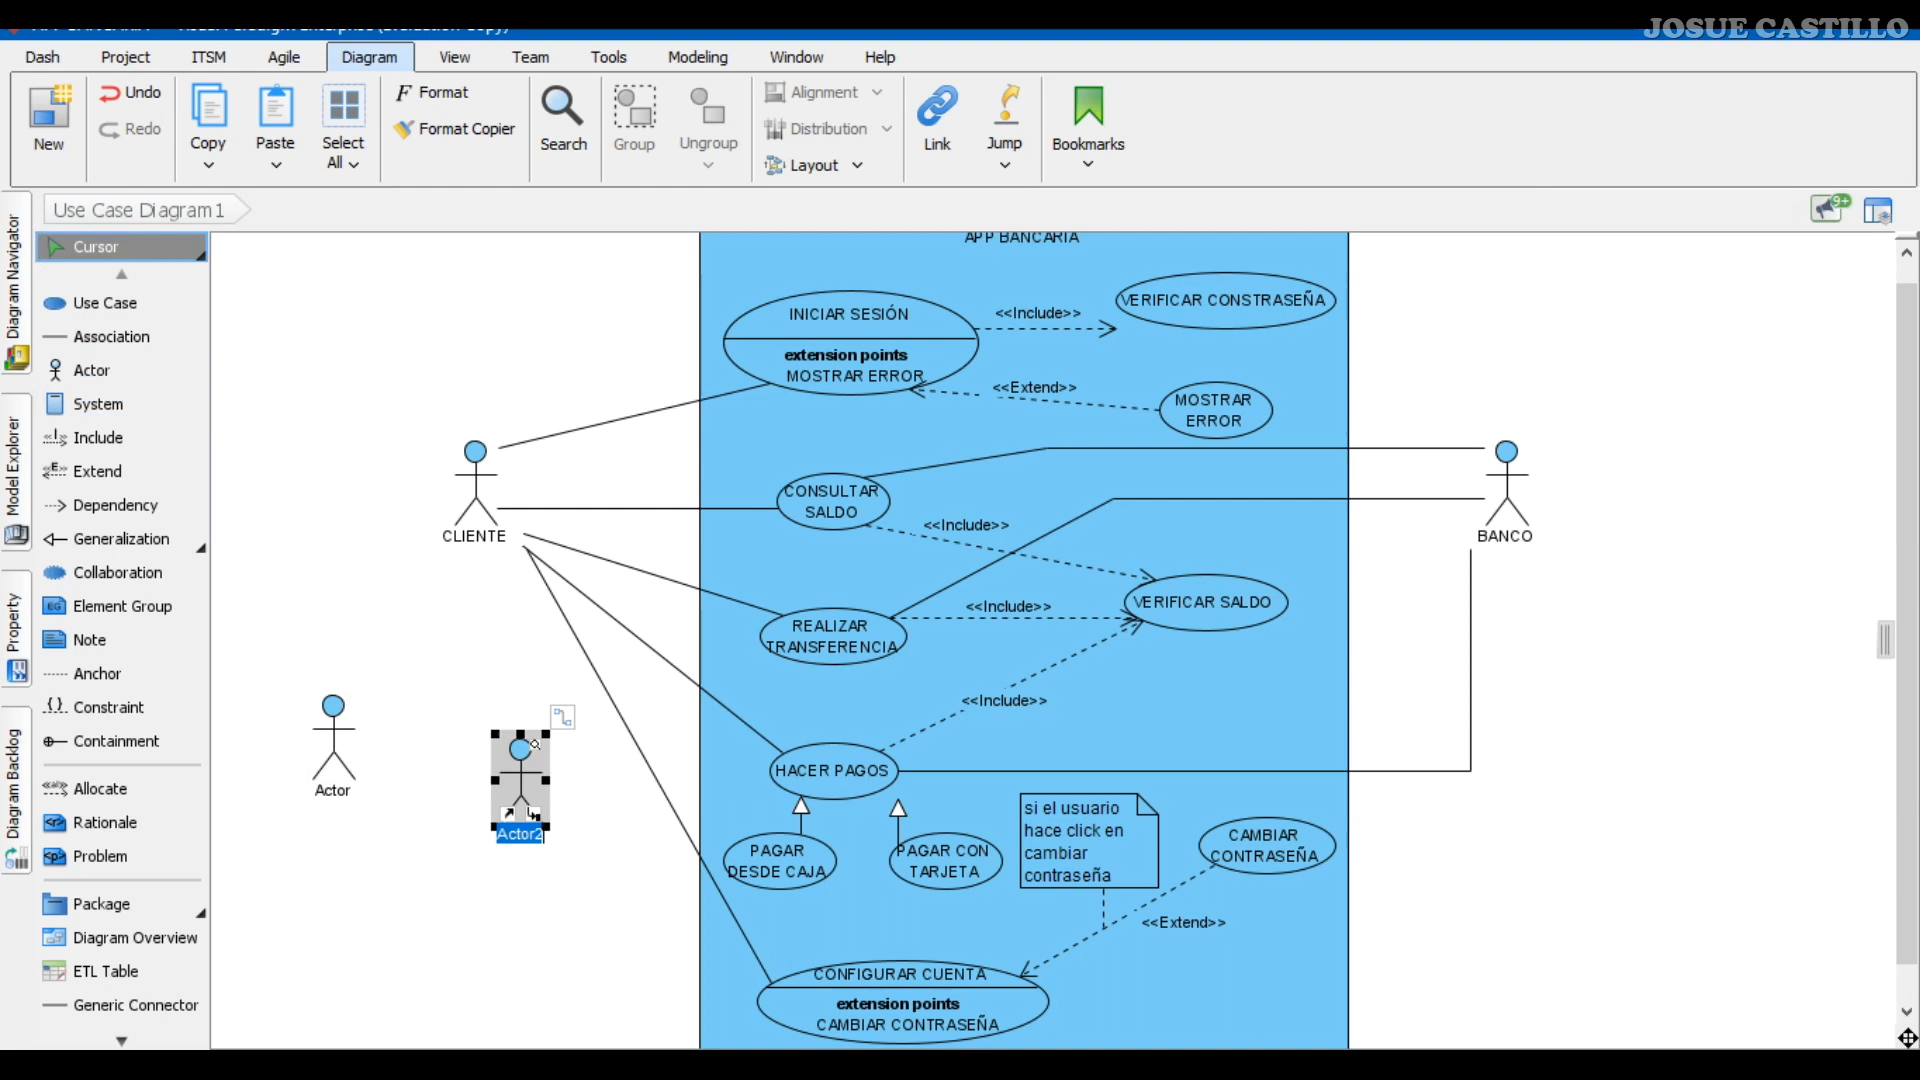 JOSUE CASTILLO
Dash Project ITSM Agile Diagram View Team Tools Modeling Window Help
New
Undo
Redo
Copy
Paste
Select
All
Format
Format Copier
Search
Group
Ungroup
Alignment
Distribution
Layout
Link
Jump
Bookmarks
9+
Use Case Diagram1
Diagram Navigator
Model Explorer
Property
Diagram Backlog
Cursor
Use Case
Association
Actor
System
Include
Extend
Dependency
Generalization
Collaboration
Element Group
Note
Anchor
Constraint
Containment
Allocate
Rationale
Problem
Package
Diagram Overview
ETL Table
Generic Connector
APP BANCARIA
INICIAR SESIÓN
extension points
MOSTRAR ERROR
<<Include>>
VERIFICAR CONSTRASEÑA
<<Extend>>
MOSTRAR
ERROR
CLIENTE
CONSULTAR
SALDO
BANCO
<<Include>>
VERIFICAR SALDO
<<Include>>
REALIZAR
TRANSFERENCIA
<<Include>>
HACER PAGOS
Actor
Actor2
PAGAR
DESDE CAJA
PAGAR CON
TARJETA
si el usuario
hace click en
cambiar
contraseña
CAMBIAR
CONTRASEÑA
<<Extend>>
CONFIGURAR CUENTA
extension points
CAMBIAR CONTRASEÑA